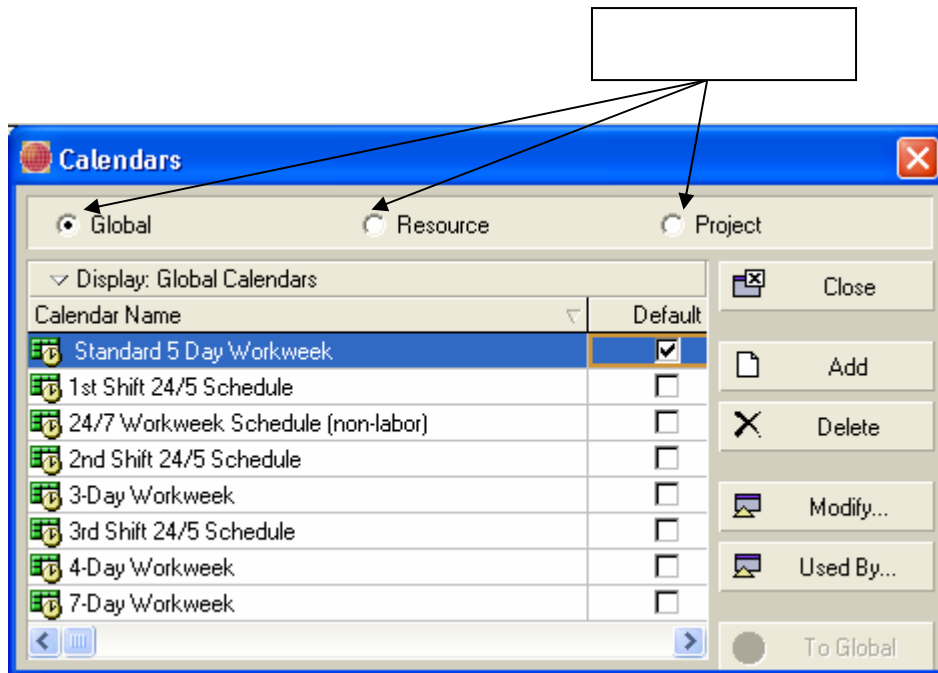 Calendars
Global Resource Project
Display: Global Calendars
Close
Calendar Name Default
Standard 5 Day Workweek
Add
1st Shift 24/5 Schedule
24/7 Workweek Schedule (non-labor)
Delete
2nd Shift 24/5 Schedule
3-Day Workweek
Modify...
3rd Shift 24/5 Schedule
4-Day Workweek
Used By...
7-Day Workweek
To Global